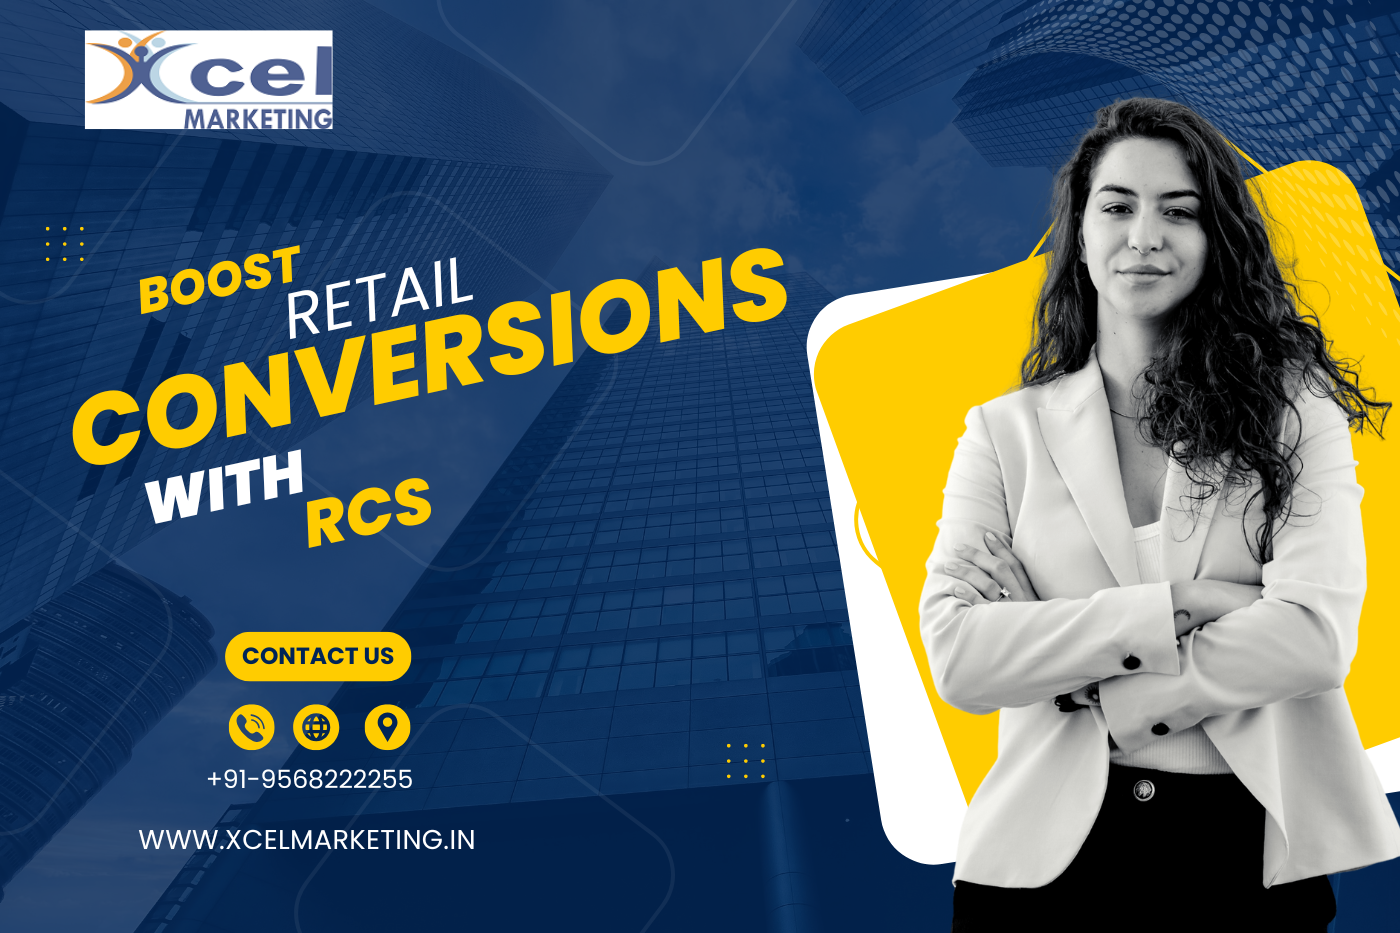 Xcel
MARKETING
BOOST
RETAIL
CONVERSIONS
WITH
RCS
CONTACT US
+91-9568222255
WWW.XCELMARKETING.IN